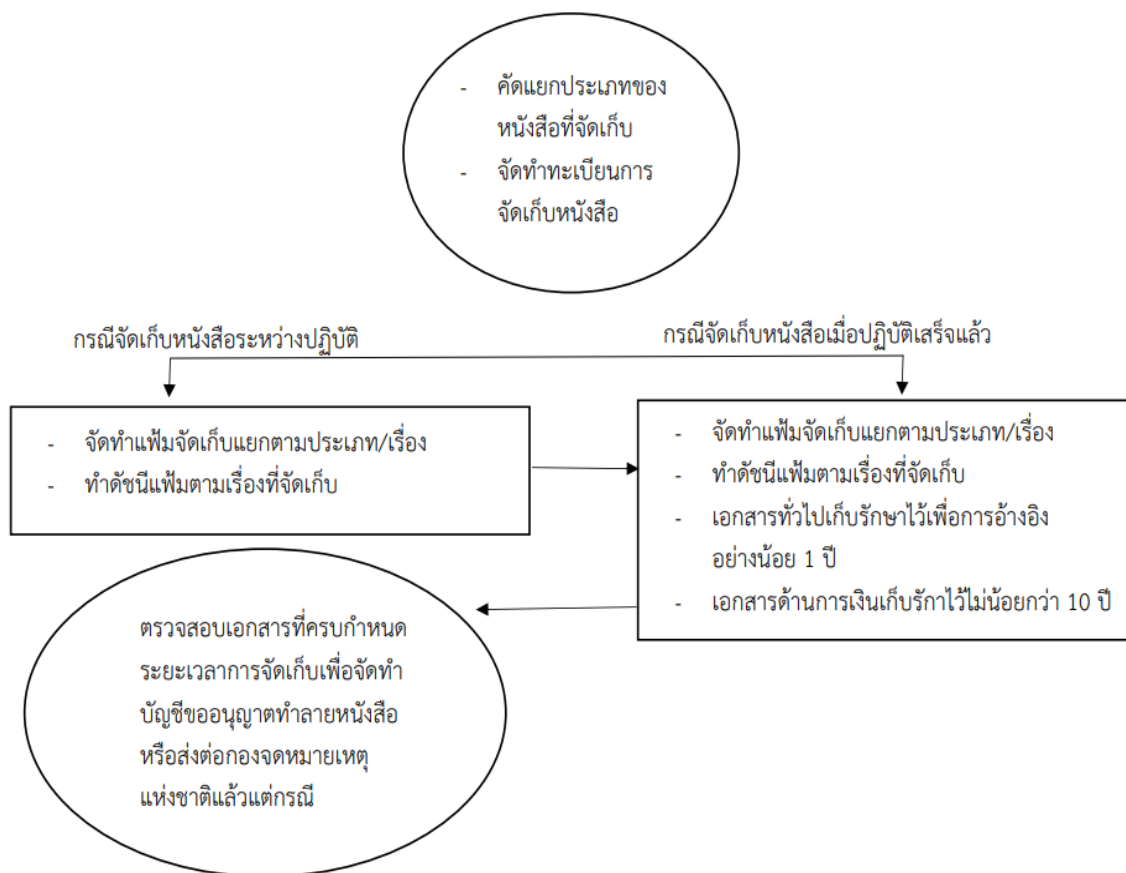 - คัดแยกประเภทของ
หนังสือที่จัดเก็บ
- จัดทำทะเบียนการ
จัดเก็บหนังสือ
กรณีจัดเก็บหนังสือระหว่างปฏิบัติ
กรณีจัดเก็บหนังสือเมื่อปฏิบัติเสร็จแล้ว
- จัดทำแฟ้มจัดเก็บแยกตามประเภท/เรื่อง
- ทำดัชนีแฟ้มตามเรื่องที่จัดเก็บ
- จัดทำแฟ้มจัดเก็บแยกตามประเภท/เรื่อง
- ทำดัชนีแฟ้มตามเรื่องที่จัดเก็บ
- เอกสารทั่วไปเก็บรักษาไว้เพื่อการอ้างอิง
อย่างน้อย 1 ปี
- เอกสารด้านการเงินเก็บรักาไว้ไม่น้อยกว่า 10 ปี
ตรวจสอบเอกสารที่ครบกำหนด
ระยะเวลาการจัดเก็บเพื่อจัดทำ
บัญชีขออนุญาตทำลายหนังสือ
หรือส่งต่อกองจดหมายเหตุ
แห่งชาติแล้วแต่กรณี